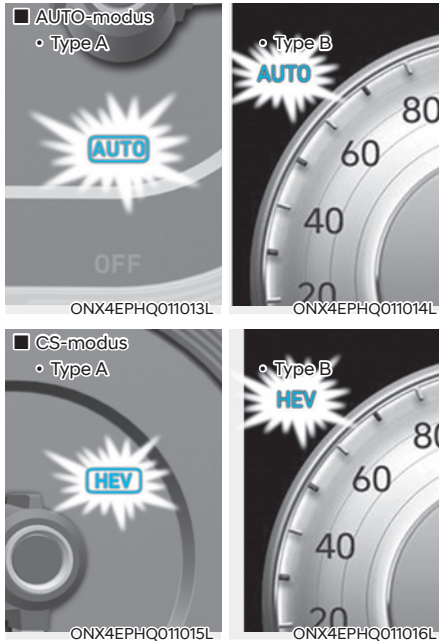 ■ AUTO-modus
• Type A
AUTO
OFF
ONX4EPHQ011013L
• Type B
AUTO
80
60
40
20
ONX4EPHQ011014L
■ CS-modus
• Type A
HEV
ONX4EPHQ011015L
• Type B
HEV
80
60
40
20
ONX4EPHQ011016L